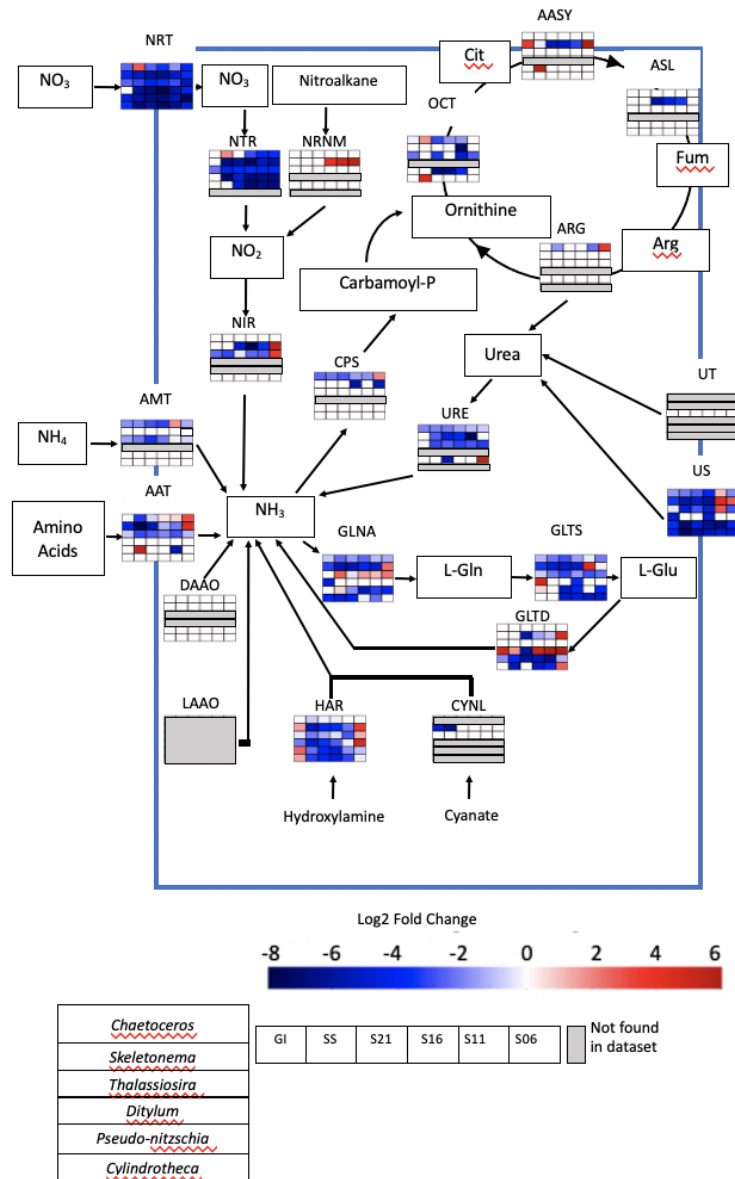 AASY
NRT
Cit
ASL
NO3
NO3
Nitroalkane
OCT
NTR
NRNM
Fum
Ornithine
ARG
Arg
NO2
Carbamoyl-P
NIR
CPS
Urea
UT
AMT
URE
NH4
US
AAT
Amino
Acids
NH3
GLNA
GLTS
L-Gln
L-Glu
DAAO
GLTD
LAAO
HAR
CYNL
Hydroxylamine
Cyanate
Log2 Fold Change
-8 -6 -4 -2 0 2 4 6
Chaetoceros
GI SS S21 S16 S11 S06
Not found
in dataset
Skeletonema
Thalassiosira
Ditylum
Pseudo-nitzschia
Cylindrotheca